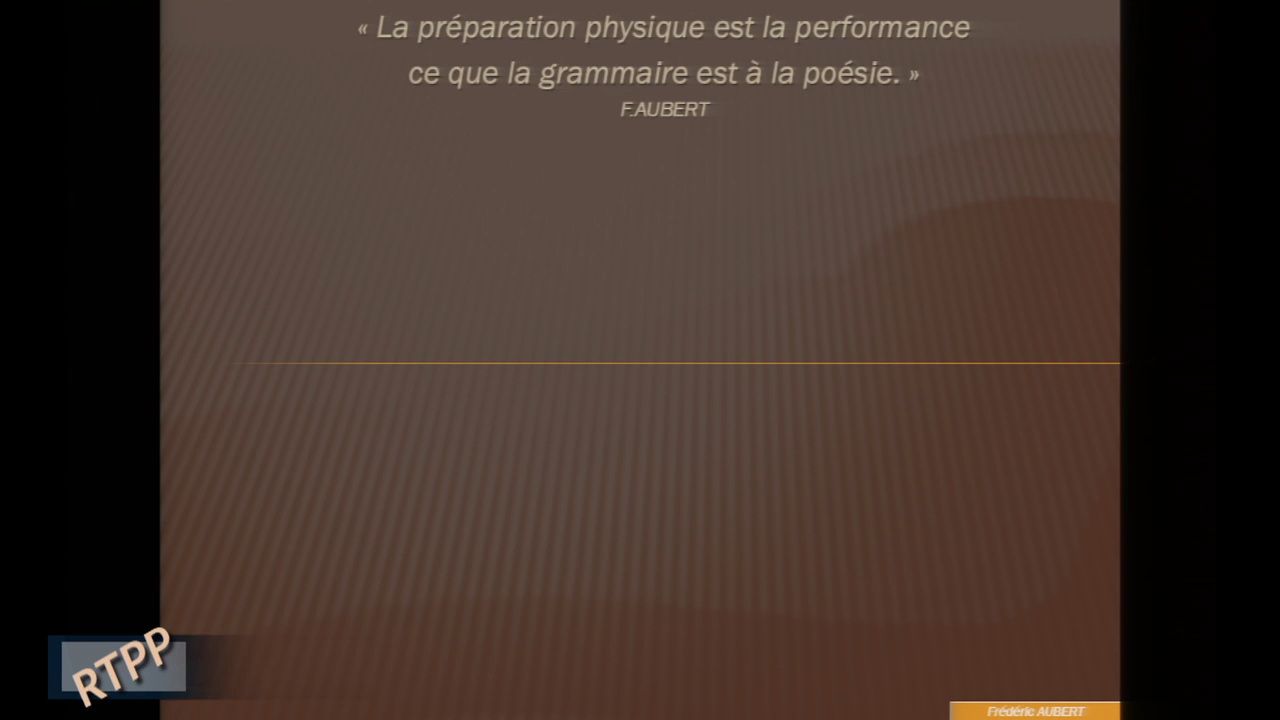 « La préparation physique est la performance
ce que la grammaire est à la poésie. »
F.AUBERT
RTPP
Frédéric AUBERT